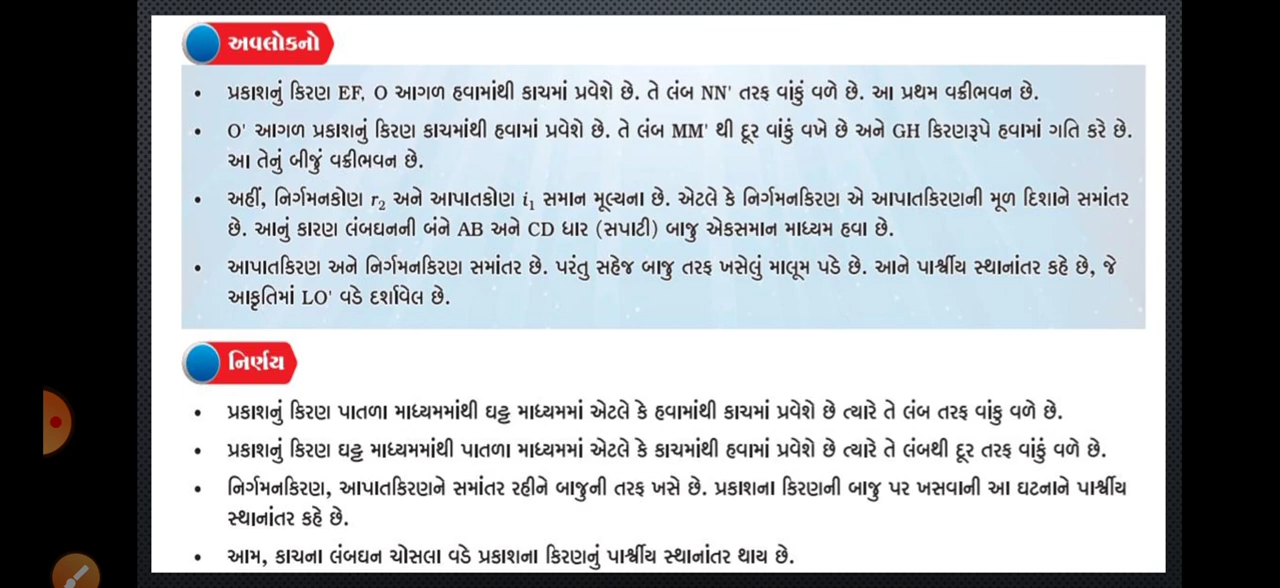 અવલોકનો
• પ્રકાશનું કિરણ EF, O આગળ હવામાંથી કાચમાં પ્રવેશે છે. તે લંબ NN' તરફ વાંકું વળે છે. આ પ્રથમ વક્રીભવન છે.
• O' આગળ પ્રકાશનું કિરણ કાચમાંથી હવામાં પ્રવેશે છે. તે લંબ MM' થી દૂર વાંકું વખે છે અને GH કિરણરૂપે હવામાં ગતિ કરે છે.
આ તેનું બીજું વક્રીભવન છે.
• અહીં, નિર્ગમનકોણ r₂ અને આપાતકોણ i₁ સમાન મૂલ્યના છે. એટલે કે નિર્ગમનકિરણ એ આપાતકિરણની મૂળ દિશાને સમાંતર
છે. આનું કારણ લંબઘનની બંને AB અને CD ધાર (સપાટી) બાજુ એકસમાન માધ્યમ હવા છે.
• આપાતકિરણ અને નિર્ગમનકિરણ સમાંતર છે. પરંતુ સહેજ બાજુ તરફ ખસેલું માલૂમ પડે છે. આને પાર્શ્વીય સ્થાનાંતર કહે છે, જે
આકૃતિમાં LO' વડે દર્શાવેલ છે.
નિર્ણય
• પ્રકાશનું કિરણ પાતળા માધ્યમમાંથી ઘટ્ટ માધ્યમમાં એટલે કે હવામાંથી કાચમાં પ્રવેશે છે ત્યારે તે લંબ તરફ વાંકુ વળે છે.
• પ્રકાશનું કિરણ ઘટ્ટ માધ્યમમાંથી પાતળા માધ્યમમાં એટલે કે કાચમાંથી હવામાં પ્રવેશે છે ત્યારે તે લંબથી દૂર તરફ વાંકું વળે છે.
• નિર્ગમનકિરણ, આપાતકિરણને સમાંતર રહીને બાજુની તરફ ખસે છે. પ્રકાશના કિરણની બાજુ પર ખસવાની આ ઘટનાને પાર્શ્વીય
સ્થાનાંતર કહે છે.
• આમ, કાચના લંબઘન ચોસલા વડે પ્રકાશના કિરણનું પાર્શ્વીય સ્થાનાંતર થાય છે.